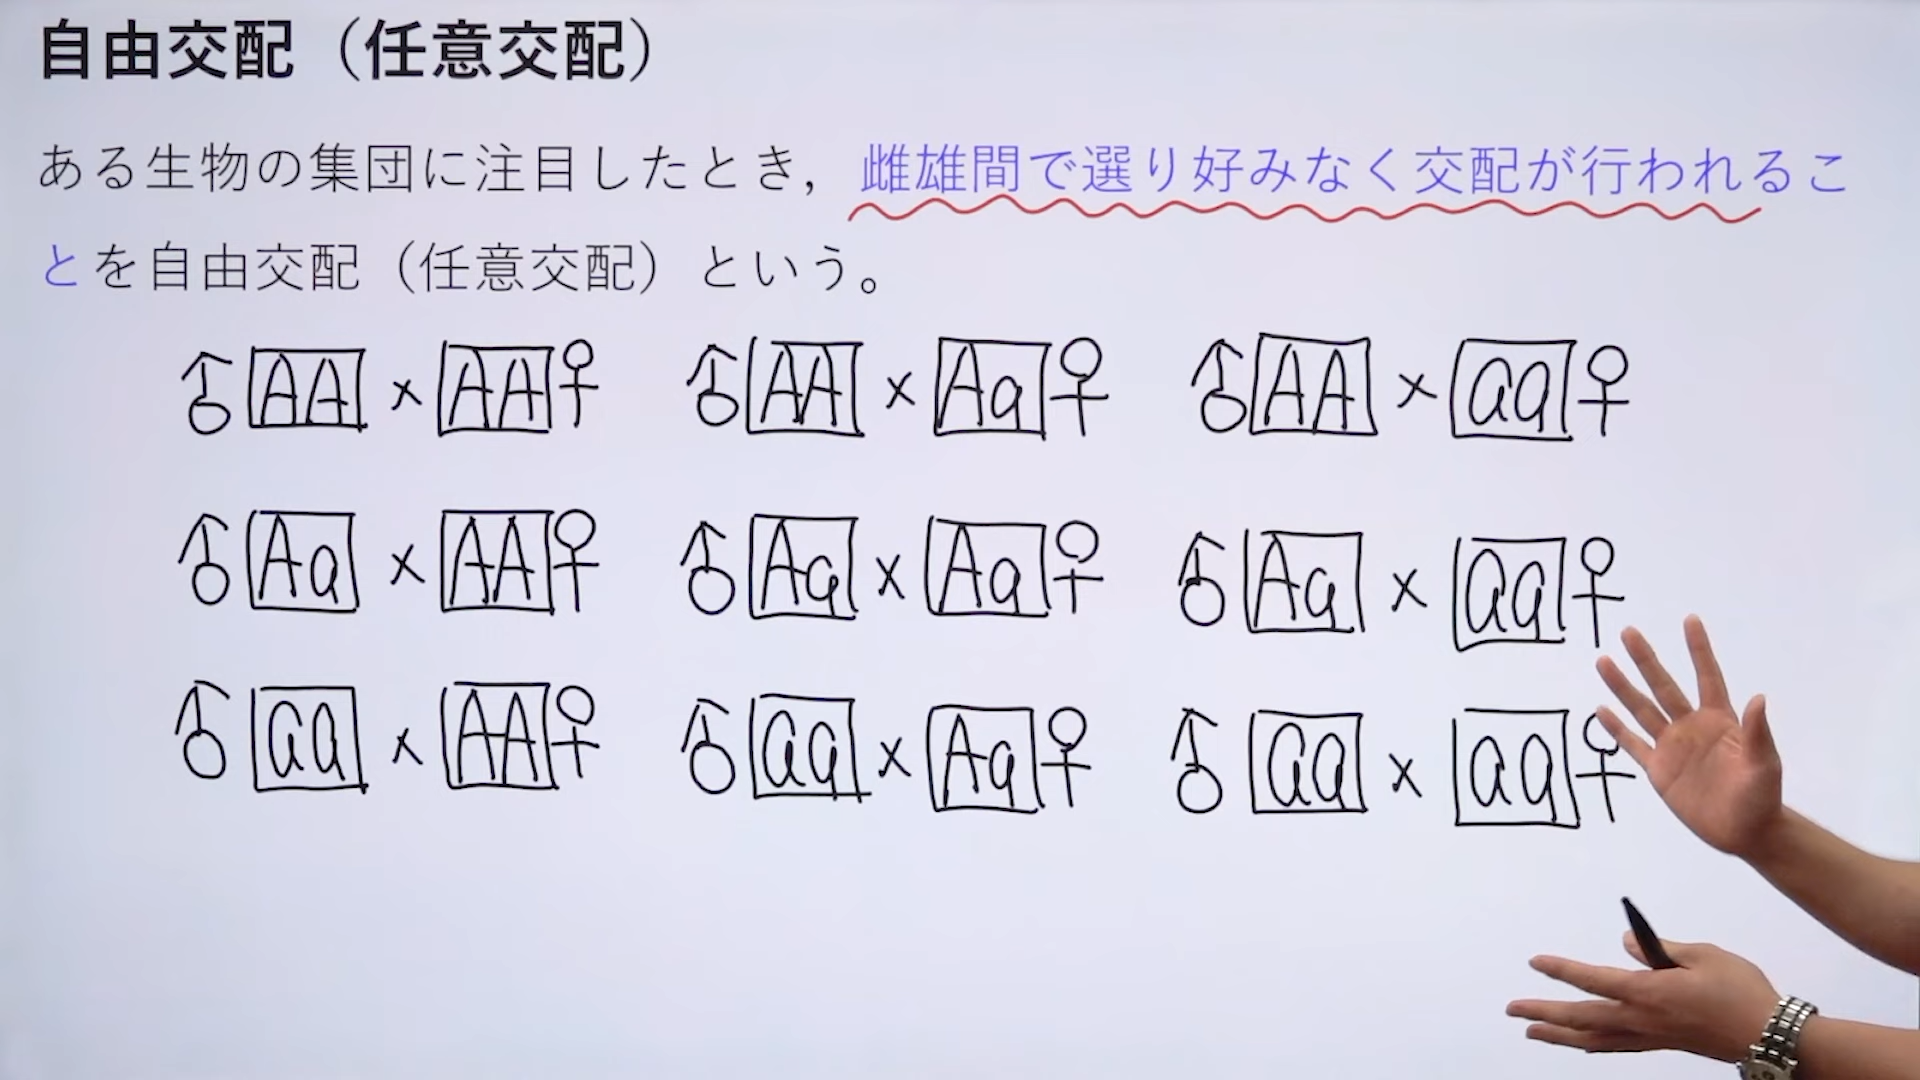 自由交配（任意交配）
ある生物の集団に注目したとき，雌雄間で選り好みなく交配が行われるこ
とを自由交配（任意交配）という。
♂ AA × AA ♀ ♂ AA × Aa ♀ ♂ AA × aa ♀
♂ Aa × AA ♀ ♂ Aa × Aa ♀ ♂ Aa × aa ♀
♂ aa × AA ♀ ♂ aa × Aa ♀ ♂ aa × aa ♀